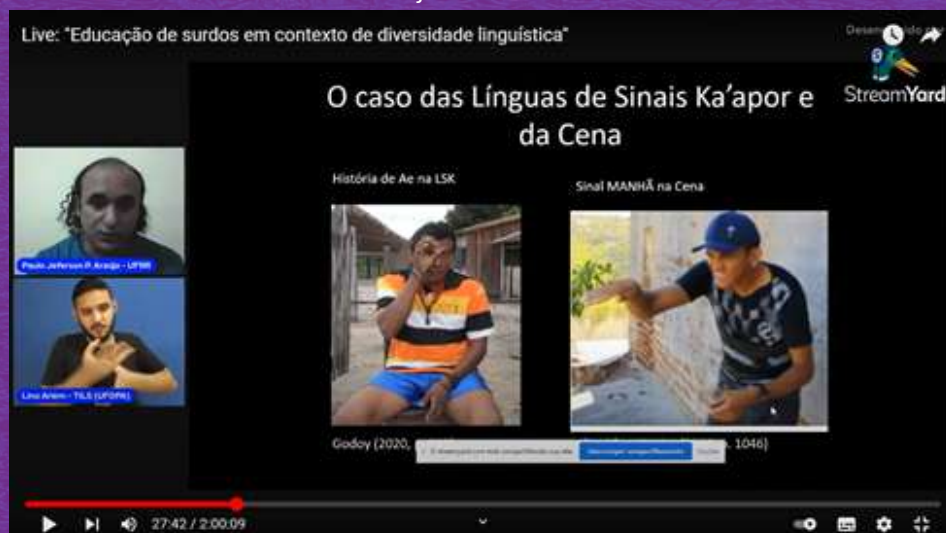 Live: "Educação de surdos em contexto de diversidade linguística"
StreamYard
O caso das Línguas de Sinais Ka'apor e
da Cena
História de Ae na LSK
Sinal MANHÃ na Cena
Paulo Jeferson P. Araújo - UFRR
Lino Anem - TILS (UFOPA)
Godoy (2020,
1046)
27:42 / 2:00:09